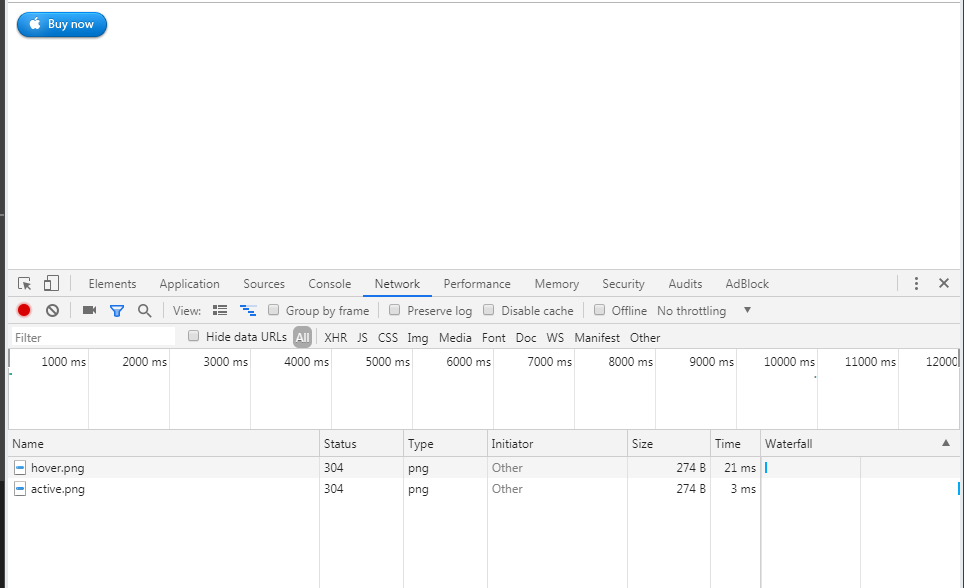 Buy now
Elements Application Sources Console Network Performance Memory Security Audits AdBlock
View: Group by frame Preserve log Disable cache Offline No throttling
Filter Hide data URLs All XHR JS CSS Img Media Font Doc WS Manifest Other
1000 ms 2000 ms 3000 ms 4000 ms 5000 ms 6000 ms 7000 ms 8000 ms 9000 ms 10000 ms 11000 ms 12000
Name Status Type Initiator Size Time Waterfall
hover.png 304 png Other 274 B 21 ms
active.png 304 png Other 274 B 3 ms